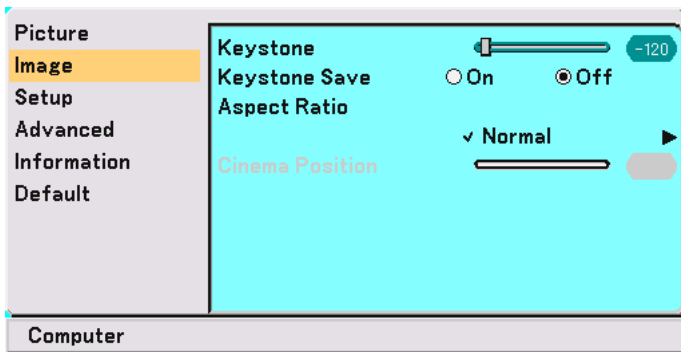 Picture
Image
Setup
Advanced
Information
Default
Keystone -120
Keystone Save On Off
Aspect Ratio
✓ Normal ▶
Cinema Position
Computer